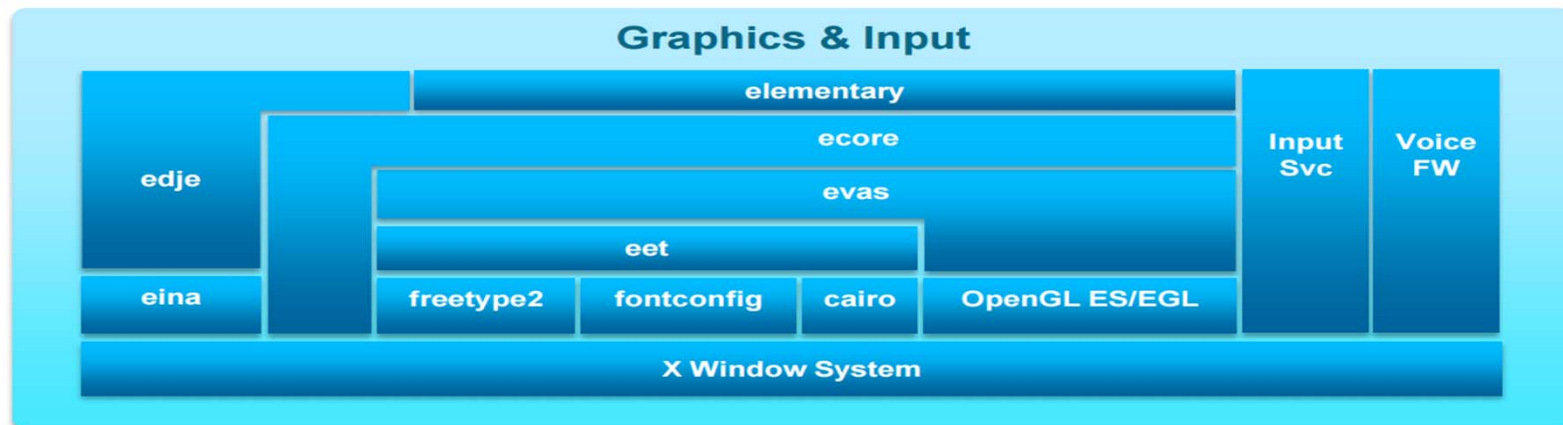 Graphics & Input
elementary
ecore
Input
Svc
Voice
FW
edje
evas
eet
eina
freetype2
fontconfig
cairo
OpenGL ES/EGL
X Window System